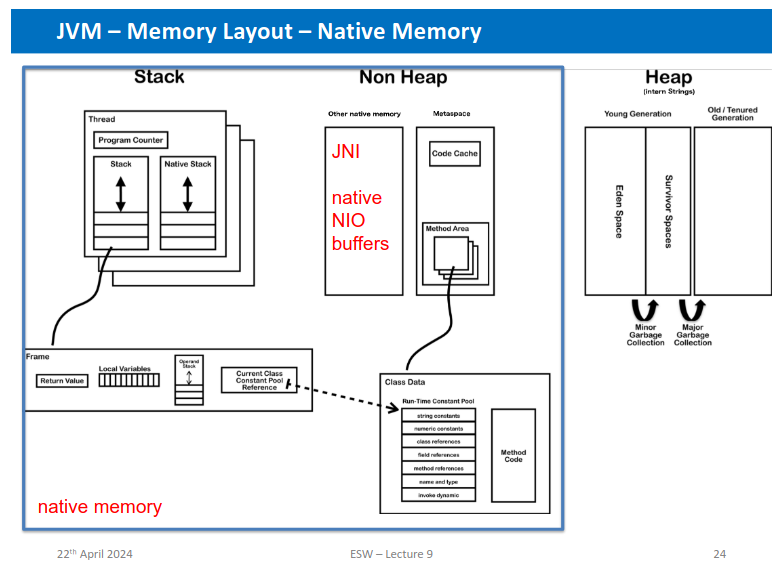 JVM – Memory Layout – Native Memory
Stack
Non Heap
Heap
(intern Strings)
Thread
Program Counter
Stack
Native Stack
Other native memory
JNI
native
NIO
buffers
Metaspace
Code Cache
Method Area
Young Generation
Old / Tenured
Generation
Eden Space
Survivor Spaces
Minor
Garbage
Collection
Major
Garbage
Collection
Frame
Return Value
Local Variables
Operand
Stack
Current Class
Constant Pool
Reference
Class Data
Run-Time Constant Pool
string constants
numeric constants
class references
field references
method references
name and type
invoke dynamic
Method
Code
native memory
22th April 2024
ESW – Lecture 9
24